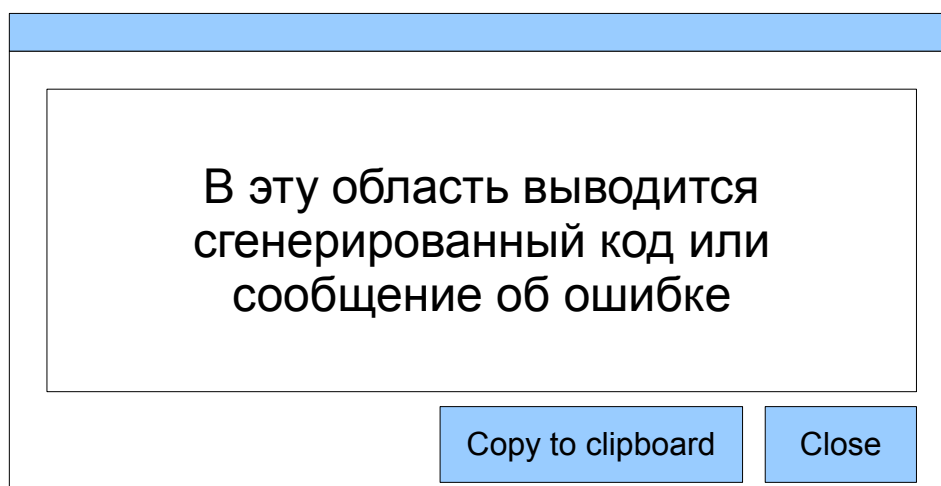 В эту область выводится
сгенерированный код или
сообщение об ошибке
Copy to clipboard
Close